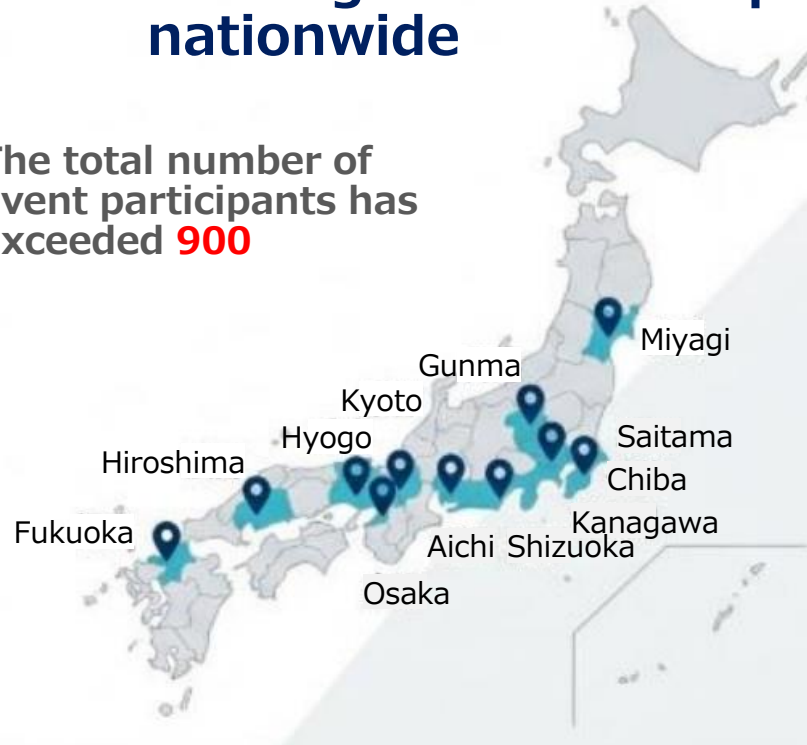 nationwide
The total number of
event participants has
exceeded 900
Miyagi
Gunma
Kyoto
Hyogo
Saitama
Hiroshima
Chiba
Kanagawa
Fukuoka
Aichi Shizuoka
Osaka